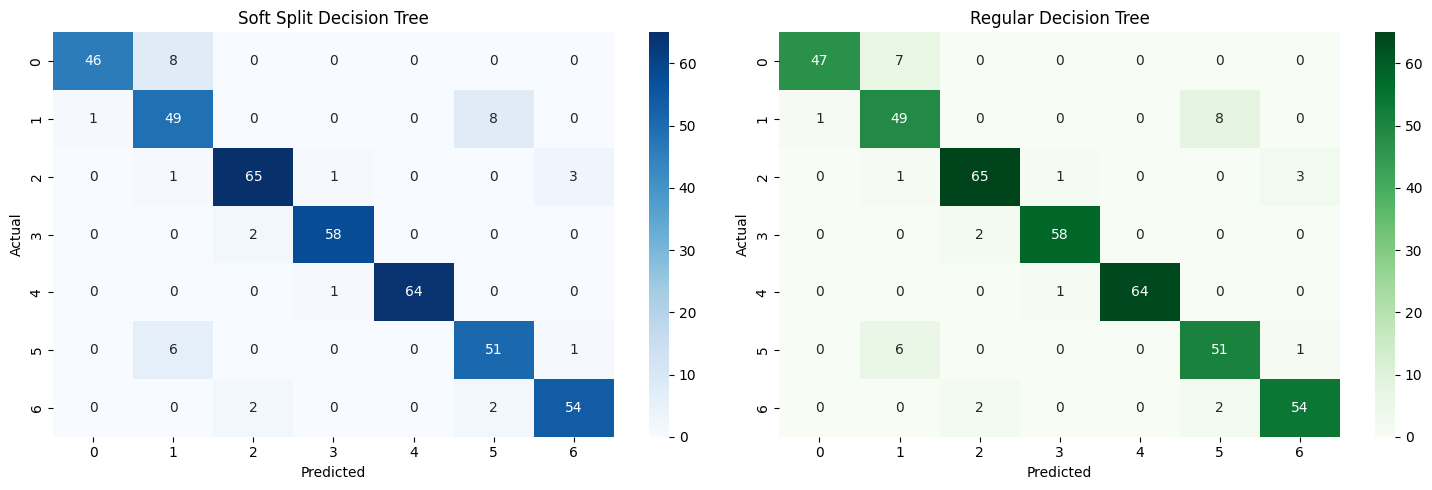 Soft Split Decision Tree
0 46 8 0 0 0 0 0
1 1 49 0 0 0 8 0
2 0 1 65 1 0 0 3
3 0 0 2 58 0 0 0
4 0 0 0 1 64 0 0
5 0 6 0 0 0 51 1
6 0 0 2 0 0 2 54
0 1 2 3 4 5 6
Actual
Predicted
60
50
40
30
20
10
0
Regular Decision Tree
0 47 7 0 0 0 0 0
1 1 49 0 0 0 8 0
2 0 1 65 1 0 0 3
3 0 0 2 58 0 0 0
4 0 0 0 1 64 0 0
5 0 6 0 0 0 51 1
6 0 0 2 0 0 2 54
0 1 2 3 4 5 6
Actual
Predicted
60
50
40
30
20
10
0